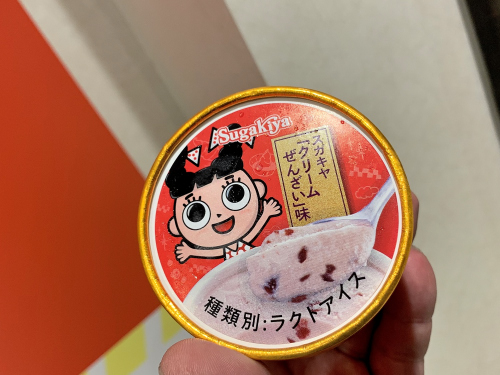 Sugakiya
スガキヤ
「クリーム
ぜんざい」味
種類別:ラクトアイス